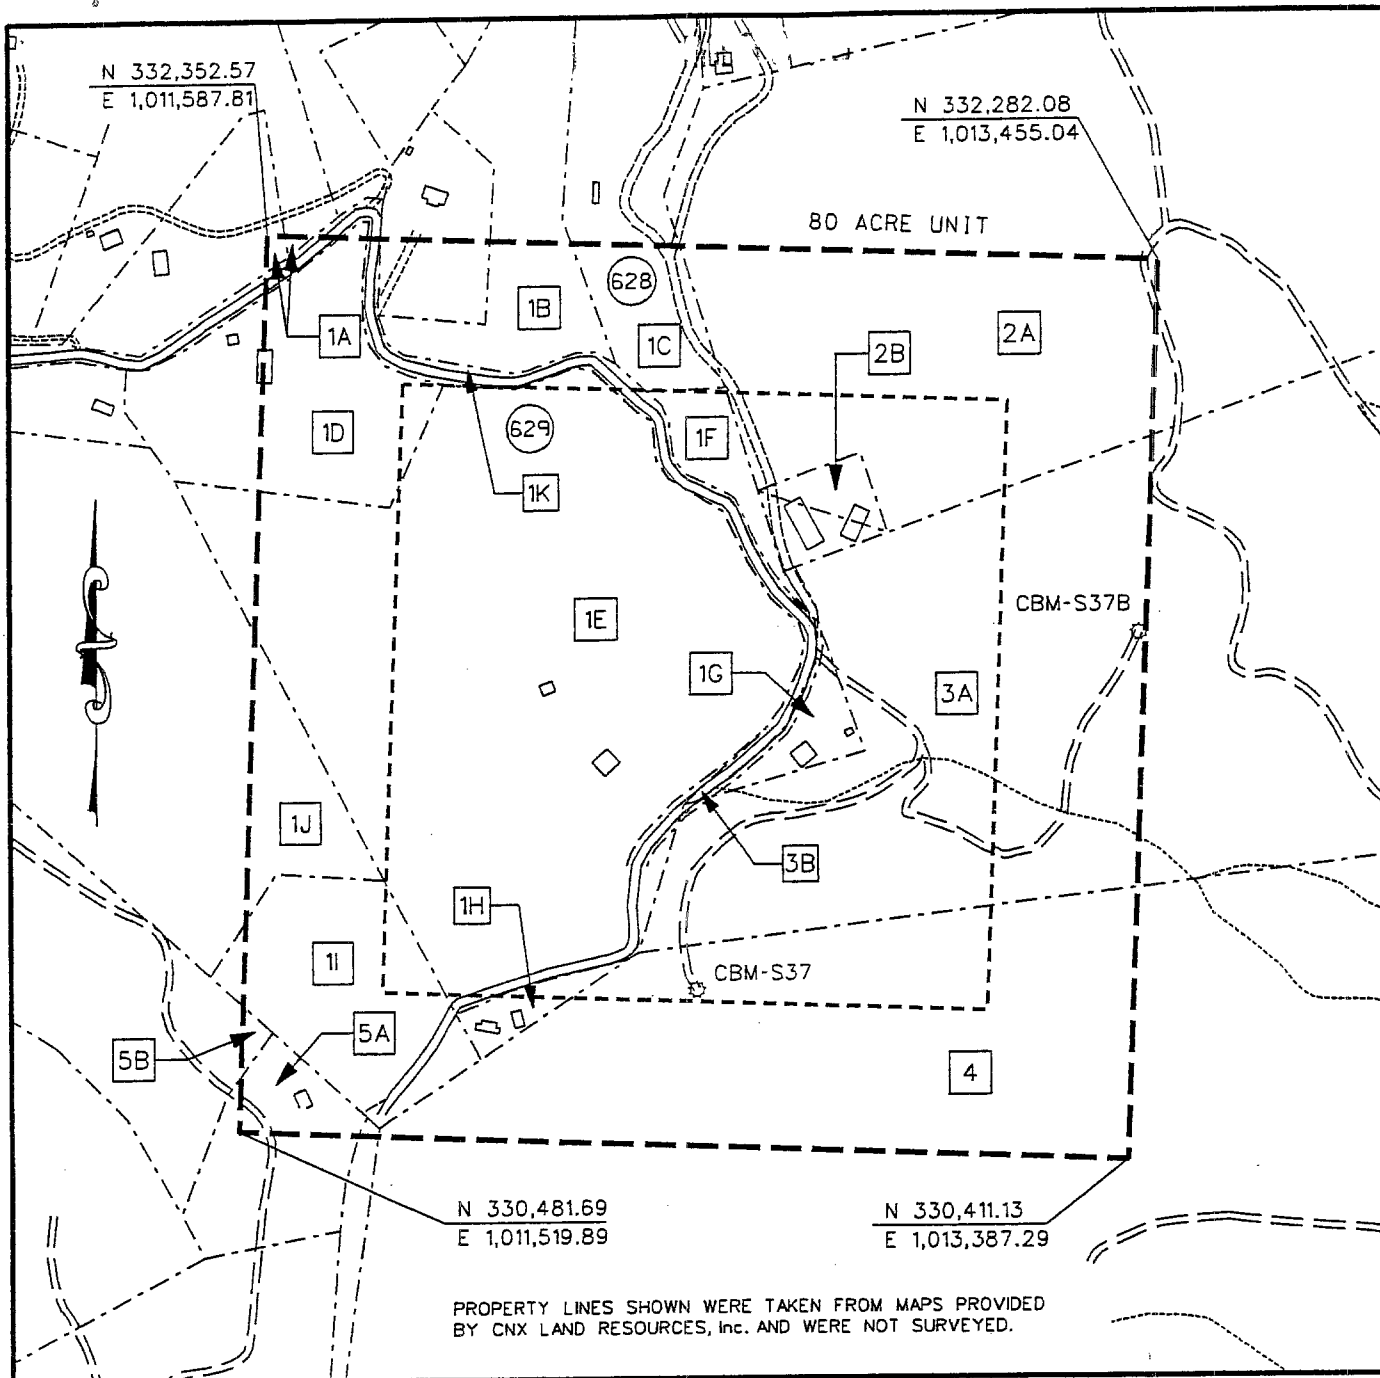 N 332,352.57
E 1,011,587.81
N 332,282.08
E 1,013,455.04
80 ACRE UNIT
628
1B
1A
1C
2B
2A
1D
629
1F
1K
CBM-S37B
1E
1G
3A
1J
3B
1H
1I
CBM-S37
5A
5B
4
N 330,481.69
E 1,011,519.89
N 330,411.13
E 1,013,387.29
PROPERTY LINES SHOWN WERE TAKEN FROM MAPS PROVIDED
BY CNX LAND RESOURCES, Inc. AND WERE NOT SURVEYED.